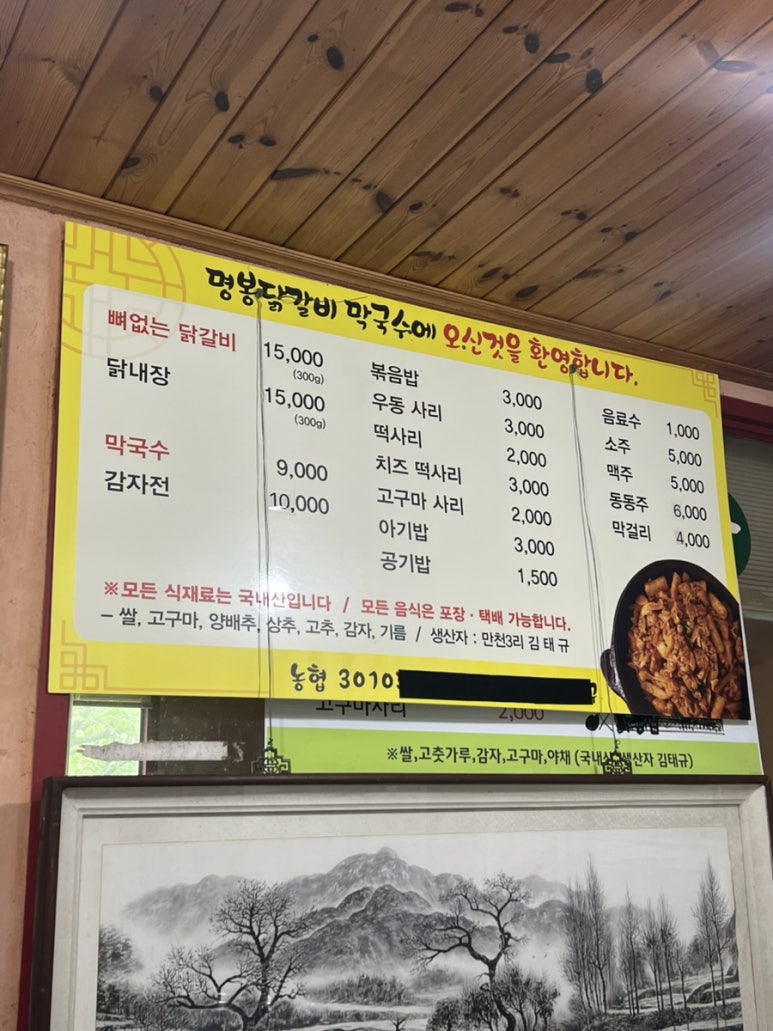 명봉닭갈비 막국수에 오신것을 환영합니다.
뼈없는 닭갈비 15,000
(300g)
닭내장 15,000
(300g)
막국수 9,000
감자전 10,000
볶음밥 3,000
우동 사리 3,000
떡사리 2,000
치즈 떡사리 3,000
고구마 사리 2,000
아기밥 3,000
공기밥 1,500
음료수 1,000
소주 5,000
맥주 5,000
동동주 6,000
막걸리 4,000
※모든 식재료는 국내산입니다 / 모든 음식은 포장·택배 가능합니다.
– 쌀, 고구마, 양배추, 상추, 고추, 감자, 기름 / 생산자 : 만천3리 김 태 규
농협 3010
고구마사리 2,000
※쌀,고춧가루,감자,고구마,야채 (국내산 생산자 김태규)